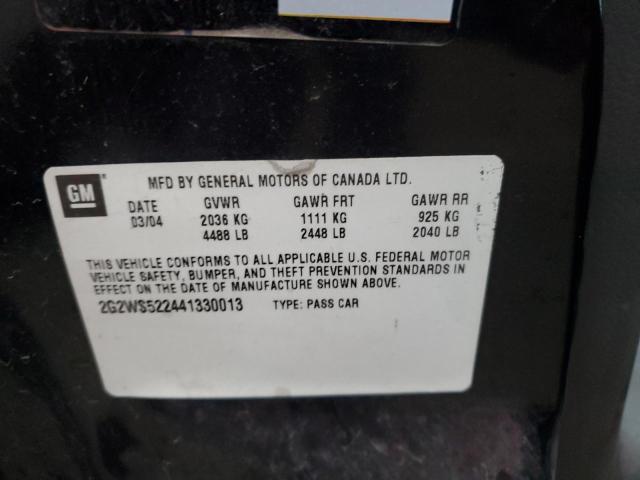 GM
MFD BY GENERAL MOTORS OF CANADA LTD.
DATE GVWR GAWR FRT GAWR RR
03/04 2036 KG 1111 KG 925 KG
4488 LB 2448 LB 2040 LB
THIS VEHICLE CONFORMS TO ALL APPLICABLE U.S. FEDERAL MOTOR
VEHICLE SAFETY, BUMPER, AND THEFT PREVENTION STANDARDS IN
EFFECT ON THE DATE OF MANUFACTURE SHOWN ABOVE.
2G2WS522441330013 TYPE: PASS CAR